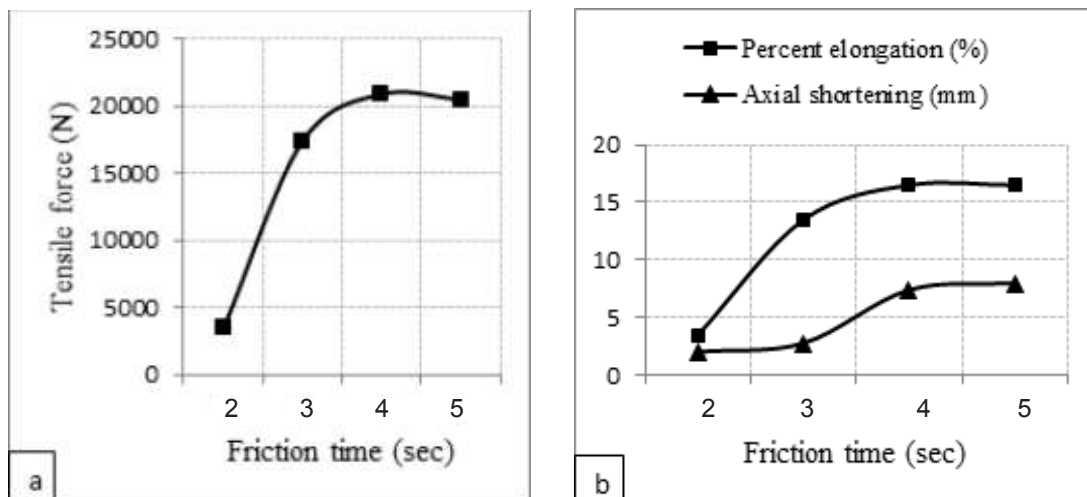 25000
20000
15000
10000
5000
0
Tensile force (N)
2 3 4 5
Friction time (sec)
a
Percent elongation (%)
Axial shortening (mm)
20
15
10
5
0
2 3 4 5
Friction time (sec)
b